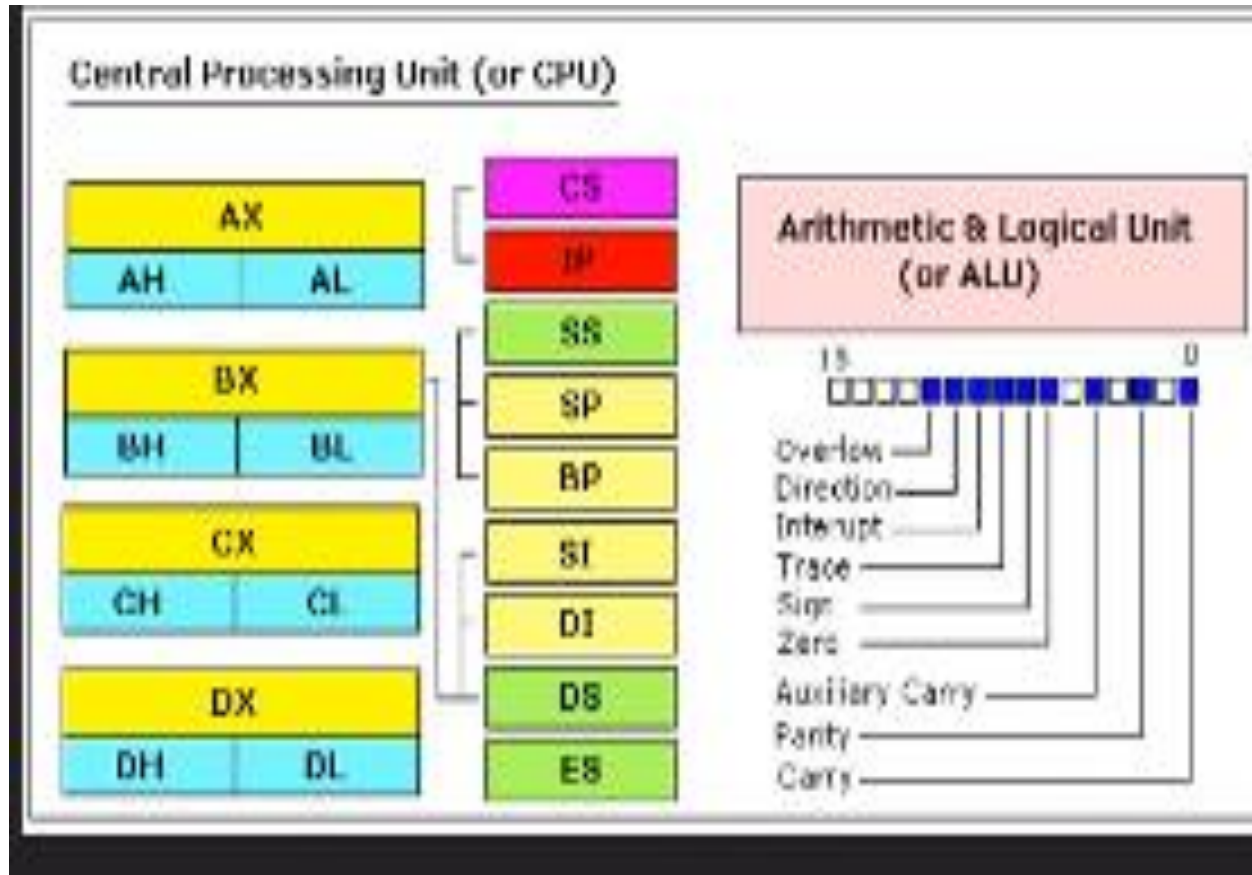 Central Processing Unit (or CPU)
AX
AH AL
BX
BH BL
CX
CH CL
DX
DH DL
CS
IP
SS
SP
BP
SI
DI
DS
ES
Arithmetic & Logical Unit
(or ALU)
15 0
Overlow
Direction
Interupt
Trace
Sign
Zero
Auxiliary Carry
Parity
Carry